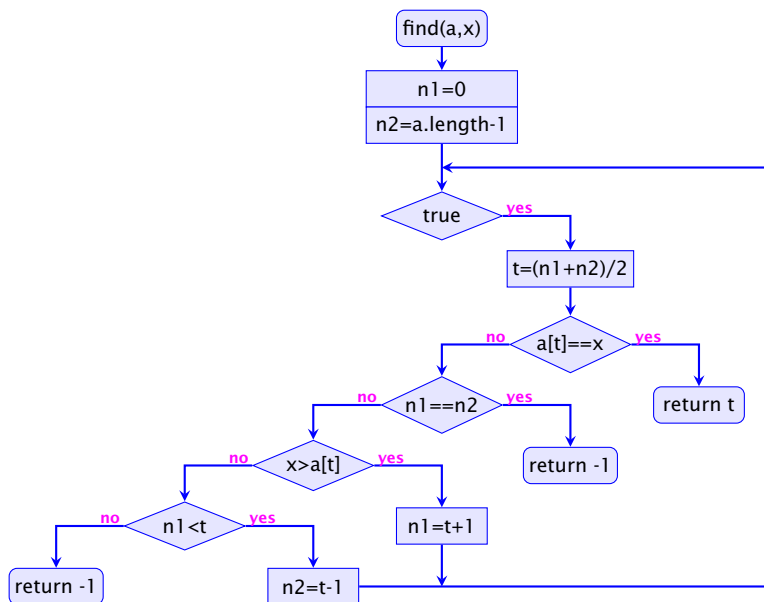 find(a,x)
n1=0
n2=a.length-1
true
yes
t=(n1+n2)/2
no
a[t]==x
yes
no
n1==n2
yes
return t
no
x>a[t]
yes
return -1
no
n1<t
yes
n1=t+1
return -1
n2=t-1